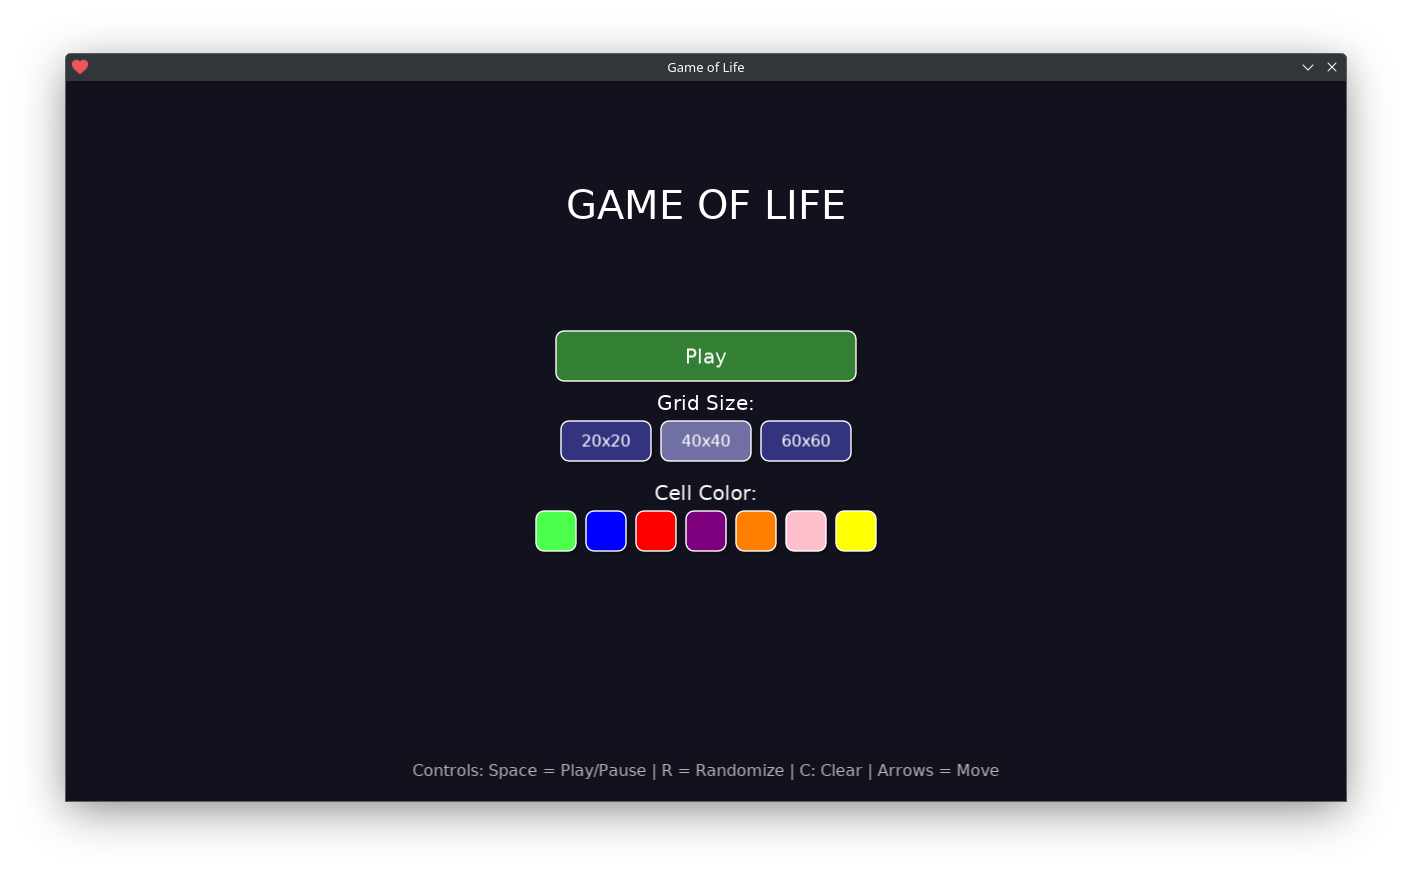 Game of Life
GAME OF LIFE
Play
Grid Size:
20x20 40x40 60x60
Cell Color:
Controls: Space = Play/Pause | R = Randomize | C: Clear | Arrows = Move